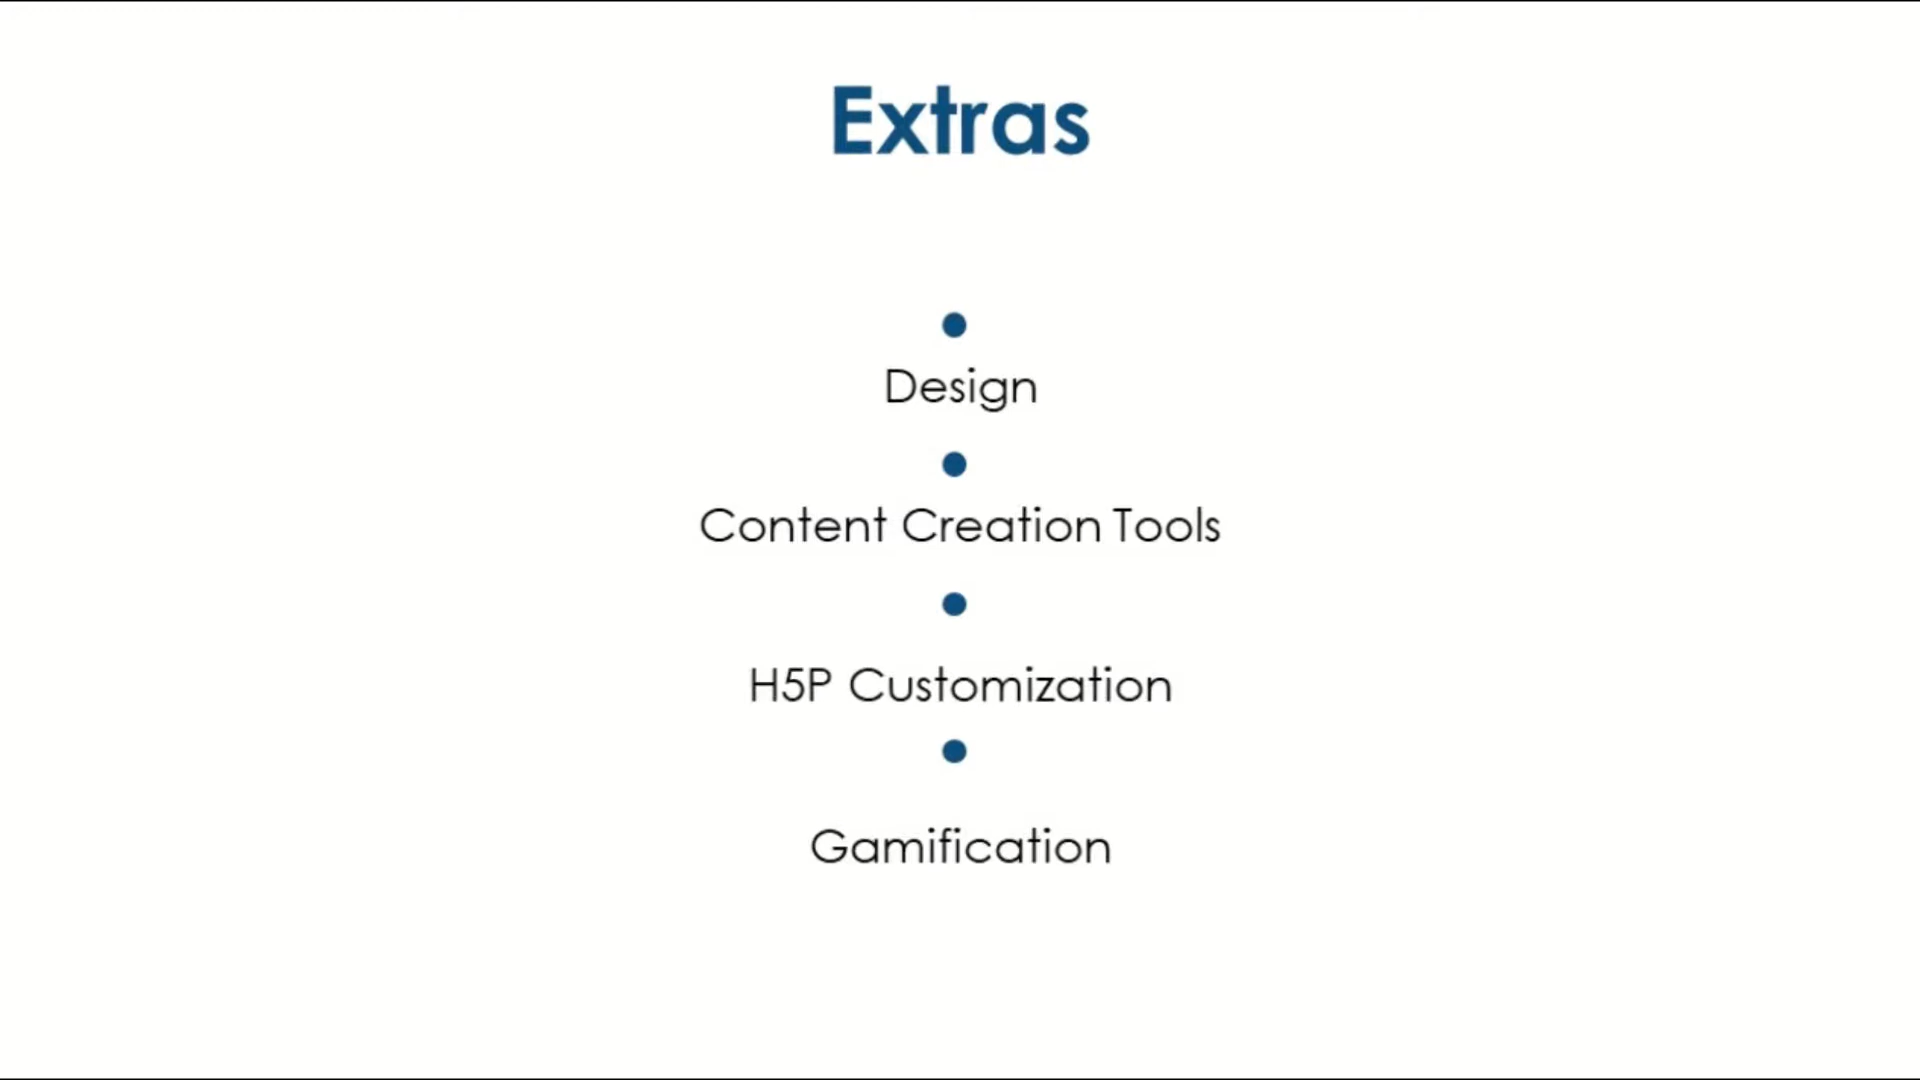 Extras
Design
Content Creation Tools
H5P Customization
Gamification